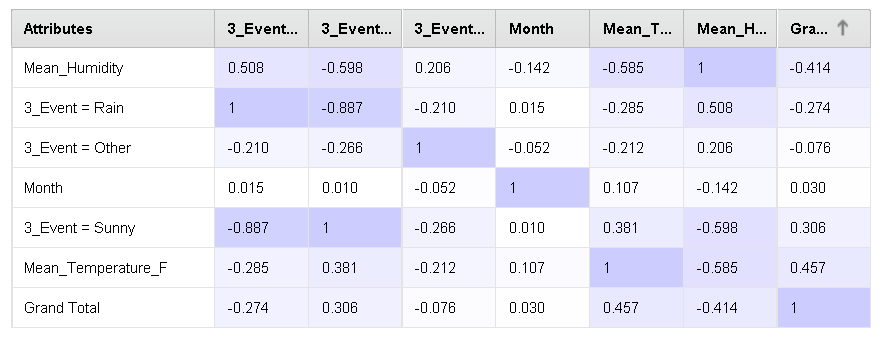 Attributes 3_Event... 3_Event... 3_Event... Month Mean_T... Mean_H... Gra...
Mean_Humidity 0.508 -0.598 0.206 -0.142 -0.585 1 -0.414
3_Event = Rain 1 -0.887 -0.210 0.015 -0.285 0.508 -0.274
3_Event = Other -0.210 -0.266 1 -0.052 -0.212 0.206 -0.076
Month 0.015 0.010 -0.052 1 0.107 -0.142 0.030
3_Event = Sunny -0.887 1 -0.266 0.010 0.381 -0.598 0.306
Mean_Temperature_F -0.285 0.381 -0.212 0.107 1 -0.585 0.457
Grand Total -0.274 0.306 -0.076 0.030 0.457 -0.414 1